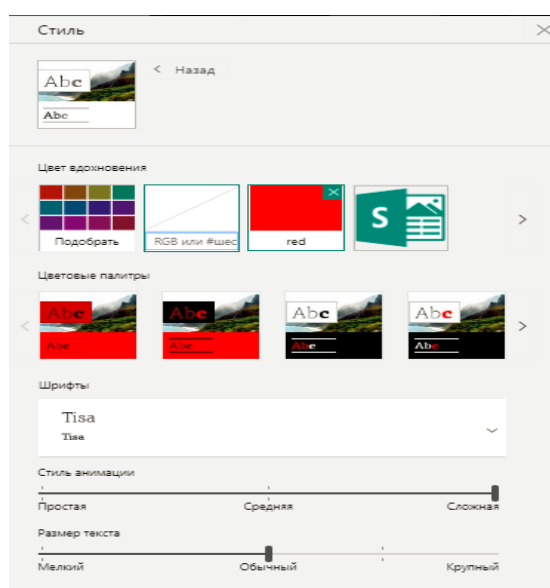 Стиль
Abc
Abc
< Назад
Цвет вдохновения
Подобрать
RGB или #шес
red
S
Цветовые палитры
Abc
Abc
Abc
Abc
Abc
Abc
Abc
Abc
Шрифты
Tisa
Tisa
Стиль анимации
Простая Средняя Сложная
Размер текста
Мелкий Обычный Крупный